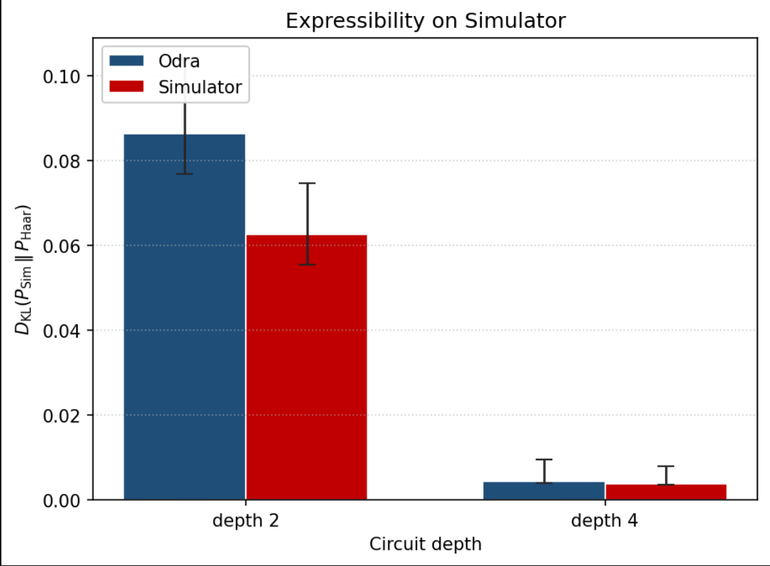 Expressibility on Simulator
Odra
Simulator
0.10
0.08
0.06
0.04
0.02
0.00
D_KL(P_Sim ∥ P_Haar)
depth 2
depth 4
Circuit depth